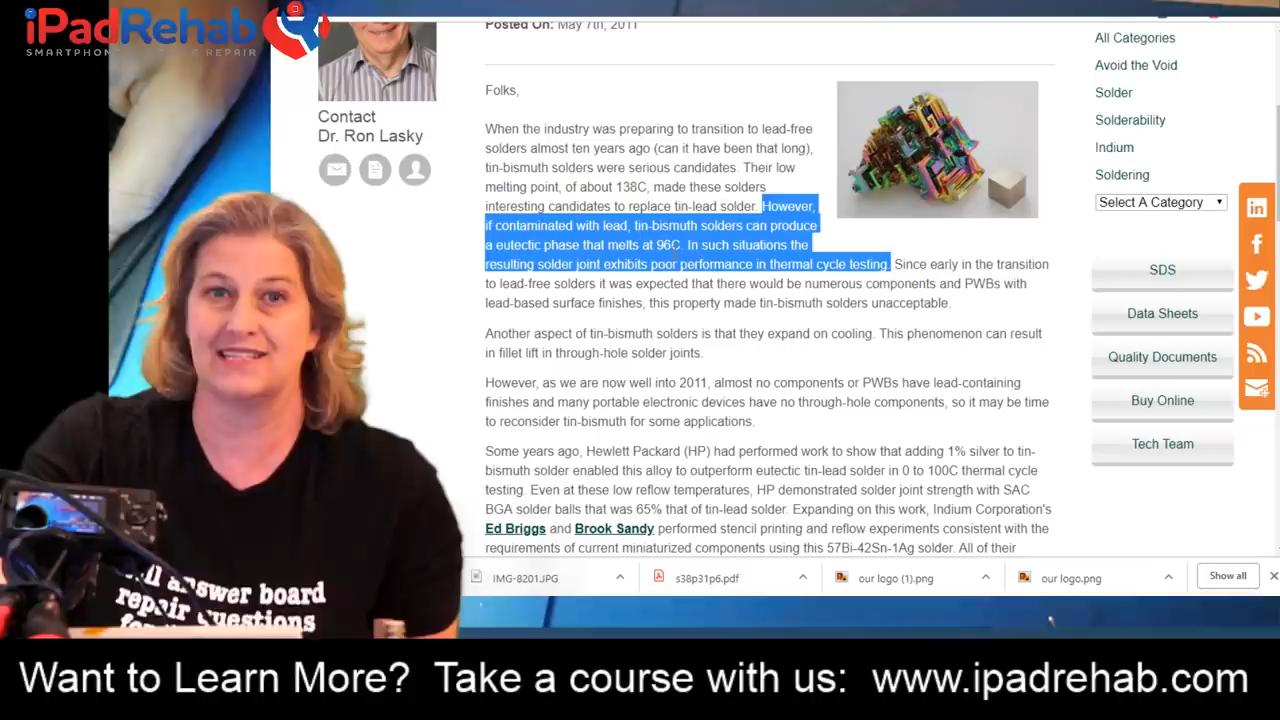 iPadRehab
SMARTPHONE REPAIR
Posted On: May 7th, 2011
Contact
Dr. Ron Lasky
Folks,
When the industry was preparing to transition to lead-free
solders almost ten years ago (can it have been that long),
tin-bismuth solders were serious candidates. Their low
melting point, of about 138C, made these solders
interesting candidates to replace tin-lead solder. However,
if contaminated with lead, tin-bismuth solders can produce
a eutectic phase that melts at 96C. In such situations the
resulting solder joint exhibits poor performance in thermal cycle testing. Since early in the transition
to lead-free solders it was expected that there would be numerous components and PWBs with
lead-based surface finishes, this property made tin-bismuth solders unacceptable.
Another aspect of tin-bismuth solders is that they expand on cooling. This phenomenon can result
in fillet lift in through-hole solder joints.
However, as we are now well into 2011, almost no components or PWBs have lead-containing
finishes and many portable electronic devices have no through-hole components, so it may be time
to reconsider tin-bismuth for some applications.
Some years ago, Hewlett Packard (HP) had performed work to show that adding 1% silver to tin-
bismuth solder enabled this alloy to outperform eutectic tin-lead solder in 0 to 100C thermal cycle
testing. Even at these low reflow temperatures, HP demonstrated solder joint strength with SAC
BGA solder balls that was 65% that of tin-lead solder. Expanding on this work, Indium Corporation's
Ed Briggs and Brook Sandy performed stencil printing and reflow experiments consistent with the
requirements of current miniaturized components using this 57Bi-42Sn-1Ag solder. All of their
All Categories
Avoid the Void
Solder
Solderability
Indium
Soldering
Select A Category
SDS
Data Sheets
Quality Documents
Buy Online
Tech Team
in
IMG-8201.JPG
s38p31p6.pdf
our logo (1).png
our logo.png
Show all
answer board
repair questions
Want to Learn More? Take a course with us: www.ipadrehab.com